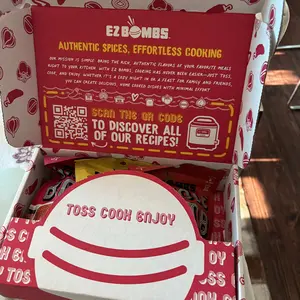 EZ BOMBS
AUTHENTIC SPICES, EFFORTLESS COOKING
OUR MISSION IS SIMPLE: BRING THE RICH, AUTHENTIC FLAVORS OF YOUR FAVORITE MEALS
RIGHT TO YOUR KITCHEN. WITH EZ BOMBS, COOKING HAS NEVER BEEN EASIER—JUST TOSS,
COOK, AND ENJOY! WHETHER IT'S A COZY NIGHT IN OR A FEAST FOR FAMILY AND FRIENDS,
YOU CAN CREATE DELICIOUS, HOME COOKED DISHES WITH MINIMAL EFFORT
SCAN THE QR CODE
TO DISCOVER ALL
OF OUR RECIPES!
TOSS COOK ENJOY